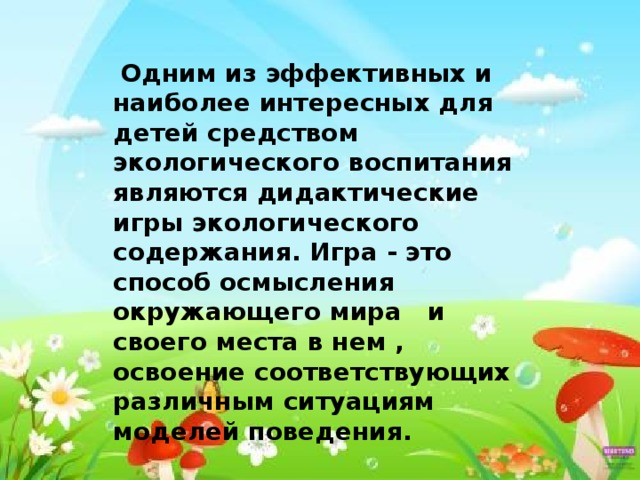 Одним из эффективных и
наиболее интересных для
детей средством
экологического воспитания
являются дидактические
игры экологического
содержания. Игра - это
способ осмысления
окружающего мира и
своего места в нем ,
освоение соответствующих
различным ситуациям
моделей поведения.